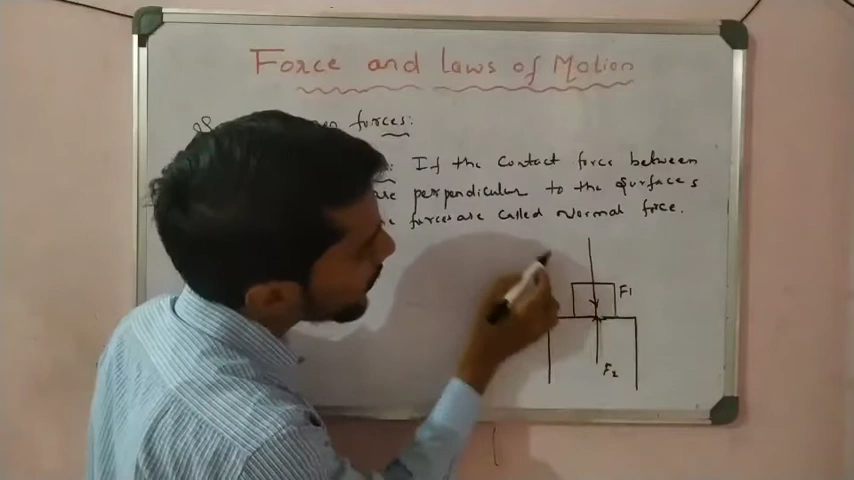 Force and Laws of Motion
forces:
: If the Contact force between
are perpendicular to the Surfaces
forces are Called Normal force.
F1
F2